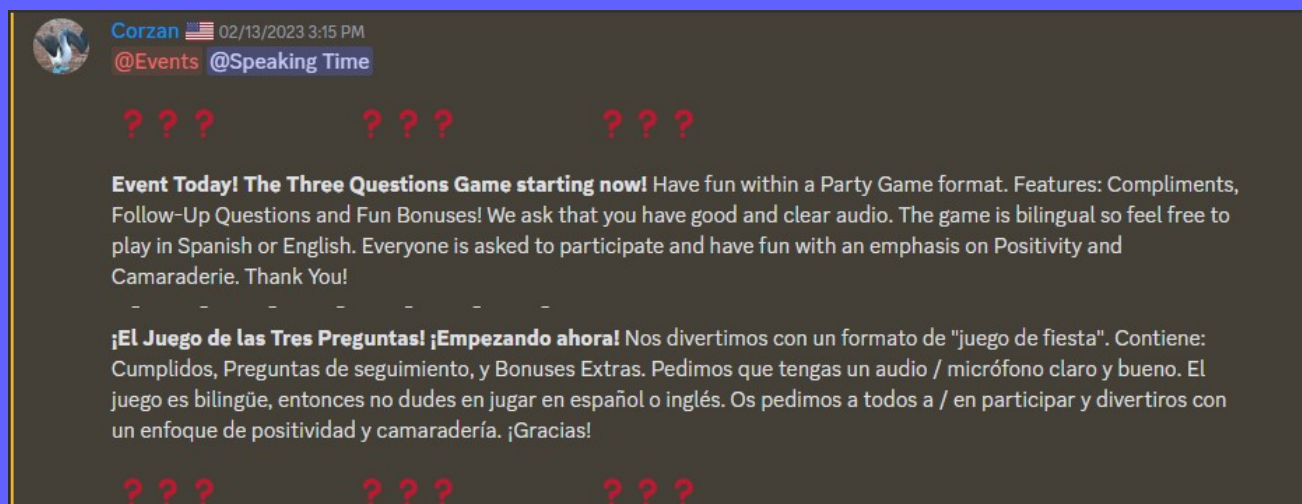 Corzan 🇺🇸 02/13/2023 3:15 PM
@Events @Speaking Time
❓❓❓ ❓❓❓ ❓❓❓
Event Today! The Three Questions Game starting now! Have fun within a Party Game format. Features: Compliments,
Follow-Up Questions and Fun Bonuses! We ask that you have good and clear audio. The game is bilingual so feel free to
play in Spanish or English. Everyone is asked to participate and have fun with an emphasis on Positivity and
Camaraderie. Thank You!
– – – – – – –
¡El Juego de las Tres Preguntas! ¡Empezando ahora! Nos divertimos con un formato de "juego de fiesta". Contiene:
Cumplidos, Preguntas de seguimiento, y Bonuses Extras. Pedimos que tengas un audio / micrófono claro y bueno. El
juego es bilingüe, entonces no dudes en jugar en español o inglés. Os pedimos a todos a / en participar y divertiros con
un enfoque de positividad y camaradería. ¡Gracias!
❓❓❓ ❓❓❓ ❓❓❓